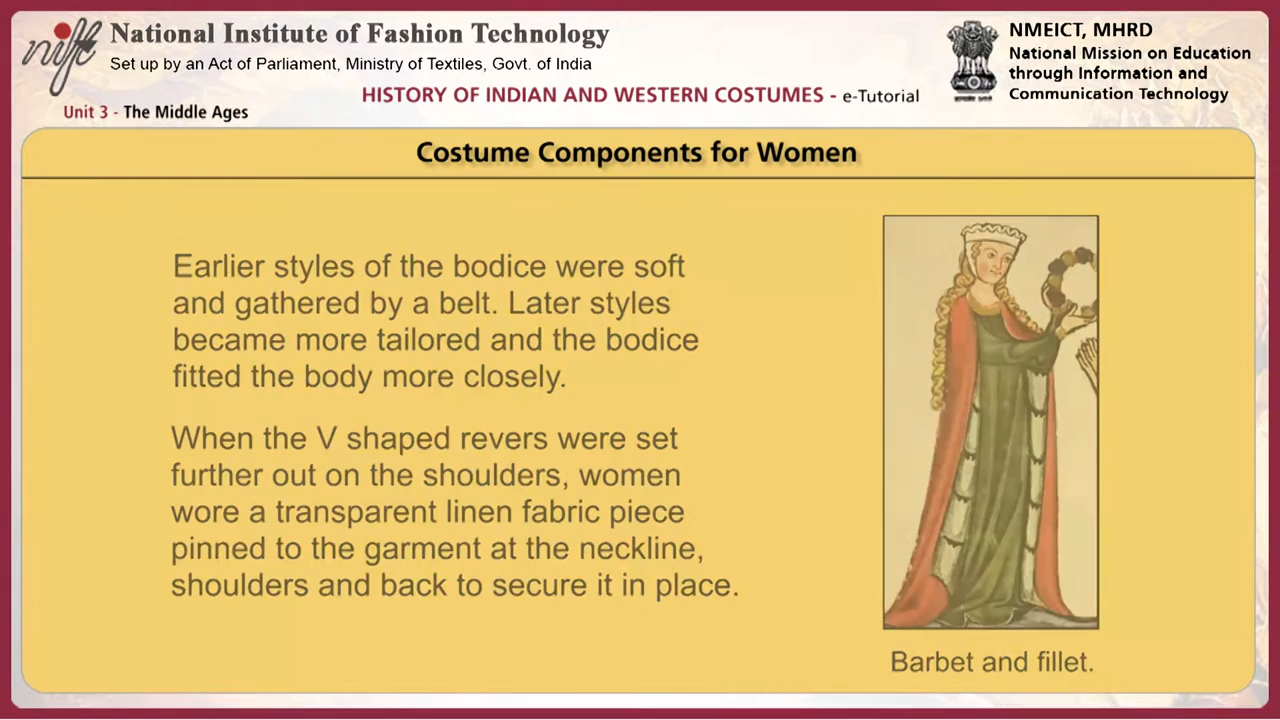 nift
National Institute of Fashion Technology
Set up by an Act of Parliament, Ministry of Textiles, Govt. of India
NMEICT, MHRD
National Mission on Education
through Information and
Communication Technology
HISTORY OF INDIAN AND WESTERN COSTUMES - e-Tutorial
Unit 3 - The Middle Ages
Costume Components for Women
Earlier styles of the bodice were soft
and gathered by a belt. Later styles
became more tailored and the bodice
fitted the body more closely.
When the V shaped revers were set
further out on the shoulders, women
wore a transparent linen fabric piece
pinned to the garment at the neckline,
shoulders and back to secure it in place.
Barbet and fillet.